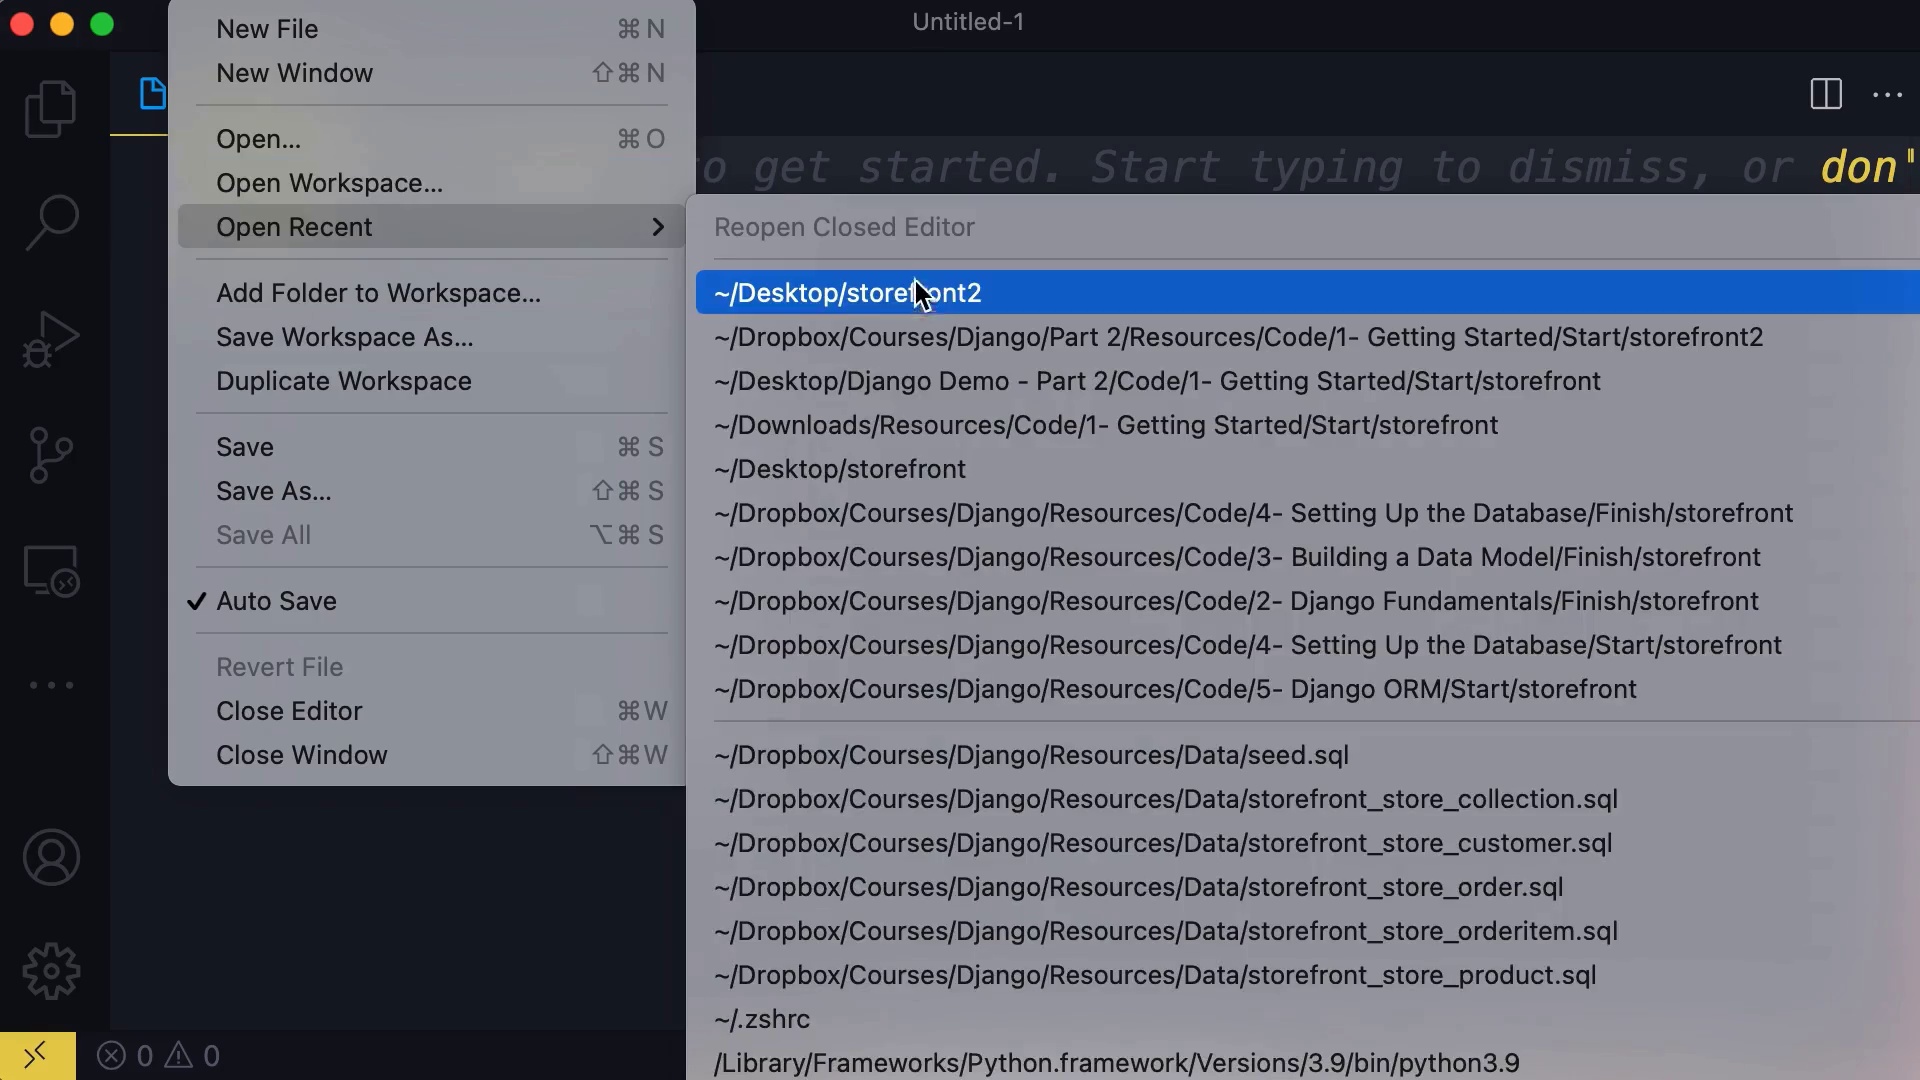 Untitled-1
New File ⌘ N
New Window ⇧ ⌘ N
Open... ⌘ O
Open Workspace...
Open Recent
Add Folder to Workspace...
Save Workspace As...
Duplicate Workspace
Save ⌘ S
Save As... ⇧ ⌘ S
Save All ⌥ ⌘ S
✓ Auto Save
Revert File
Close Editor ⌘ W
Close Window ⇧ ⌘ W
to get started. Start typing to dismiss, or don'
Reopen Closed Editor
~/Desktop/storefront2
~/Dropbox/Courses/Django/Part 2/Resources/Code/1- Getting Started/Start/storefront2
~/Desktop/Django Demo - Part 2/Code/1- Getting Started/Start/storefront
~/Downloads/Resources/Code/1- Getting Started/Start/storefront
~/Desktop/storefront
~/Dropbox/Courses/Django/Resources/Code/4- Setting Up the Database/Finish/storefront
~/Dropbox/Courses/Django/Resources/Code/3- Building a Data Model/Finish/storefront
~/Dropbox/Courses/Django/Resources/Code/2- Django Fundamentals/Finish/storefront
~/Dropbox/Courses/Django/Resources/Code/4- Setting Up the Database/Start/storefront
~/Dropbox/Courses/Django/Resources/Code/5- Django ORM/Start/storefront
~/Dropbox/Courses/Django/Resources/Data/seed.sql
~/Dropbox/Courses/Django/Resources/Data/storefront_store_collection.sql
~/Dropbox/Courses/Django/Resources/Data/storefront_store_customer.sql
~/Dropbox/Courses/Django/Resources/Data/storefront_store_order.sql
~/Dropbox/Courses/Django/Resources/Data/storefront_store_orderitem.sql
~/Dropbox/Courses/Django/Resources/Data/storefront_store_product.sql
~/.zshrc
/Library/Frameworks/Python.framework/Versions/3.9/bin/python3.9
0 0